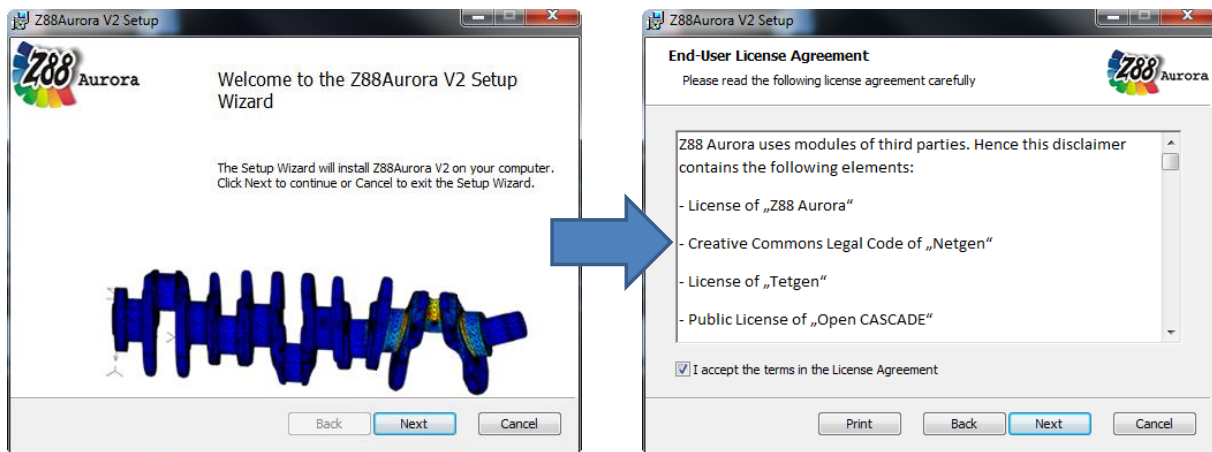 Z88Aurora V2 Setup
Z88 Aurora
Welcome to the Z88Aurora V2 Setup
Wizard
The Setup Wizard will install Z88Aurora V2 on your computer.
Click Next to continue or Cancel to exit the Setup Wizard.
Back
Next
Cancel
Z88Aurora V2 Setup
End-User License Agreement
Please read the following license agreement carefully
Z88 Aurora
Z88 Aurora uses modules of third parties. Hence this disclaimer
contains the following elements:
- License of „Z88 Aurora“
- Creative Commons Legal Code of „Netgen“
- License of „Tetgen“
- Public License of „Open CASCADE“
I accept the terms in the License Agreement
Print
Back
Next
Cancel